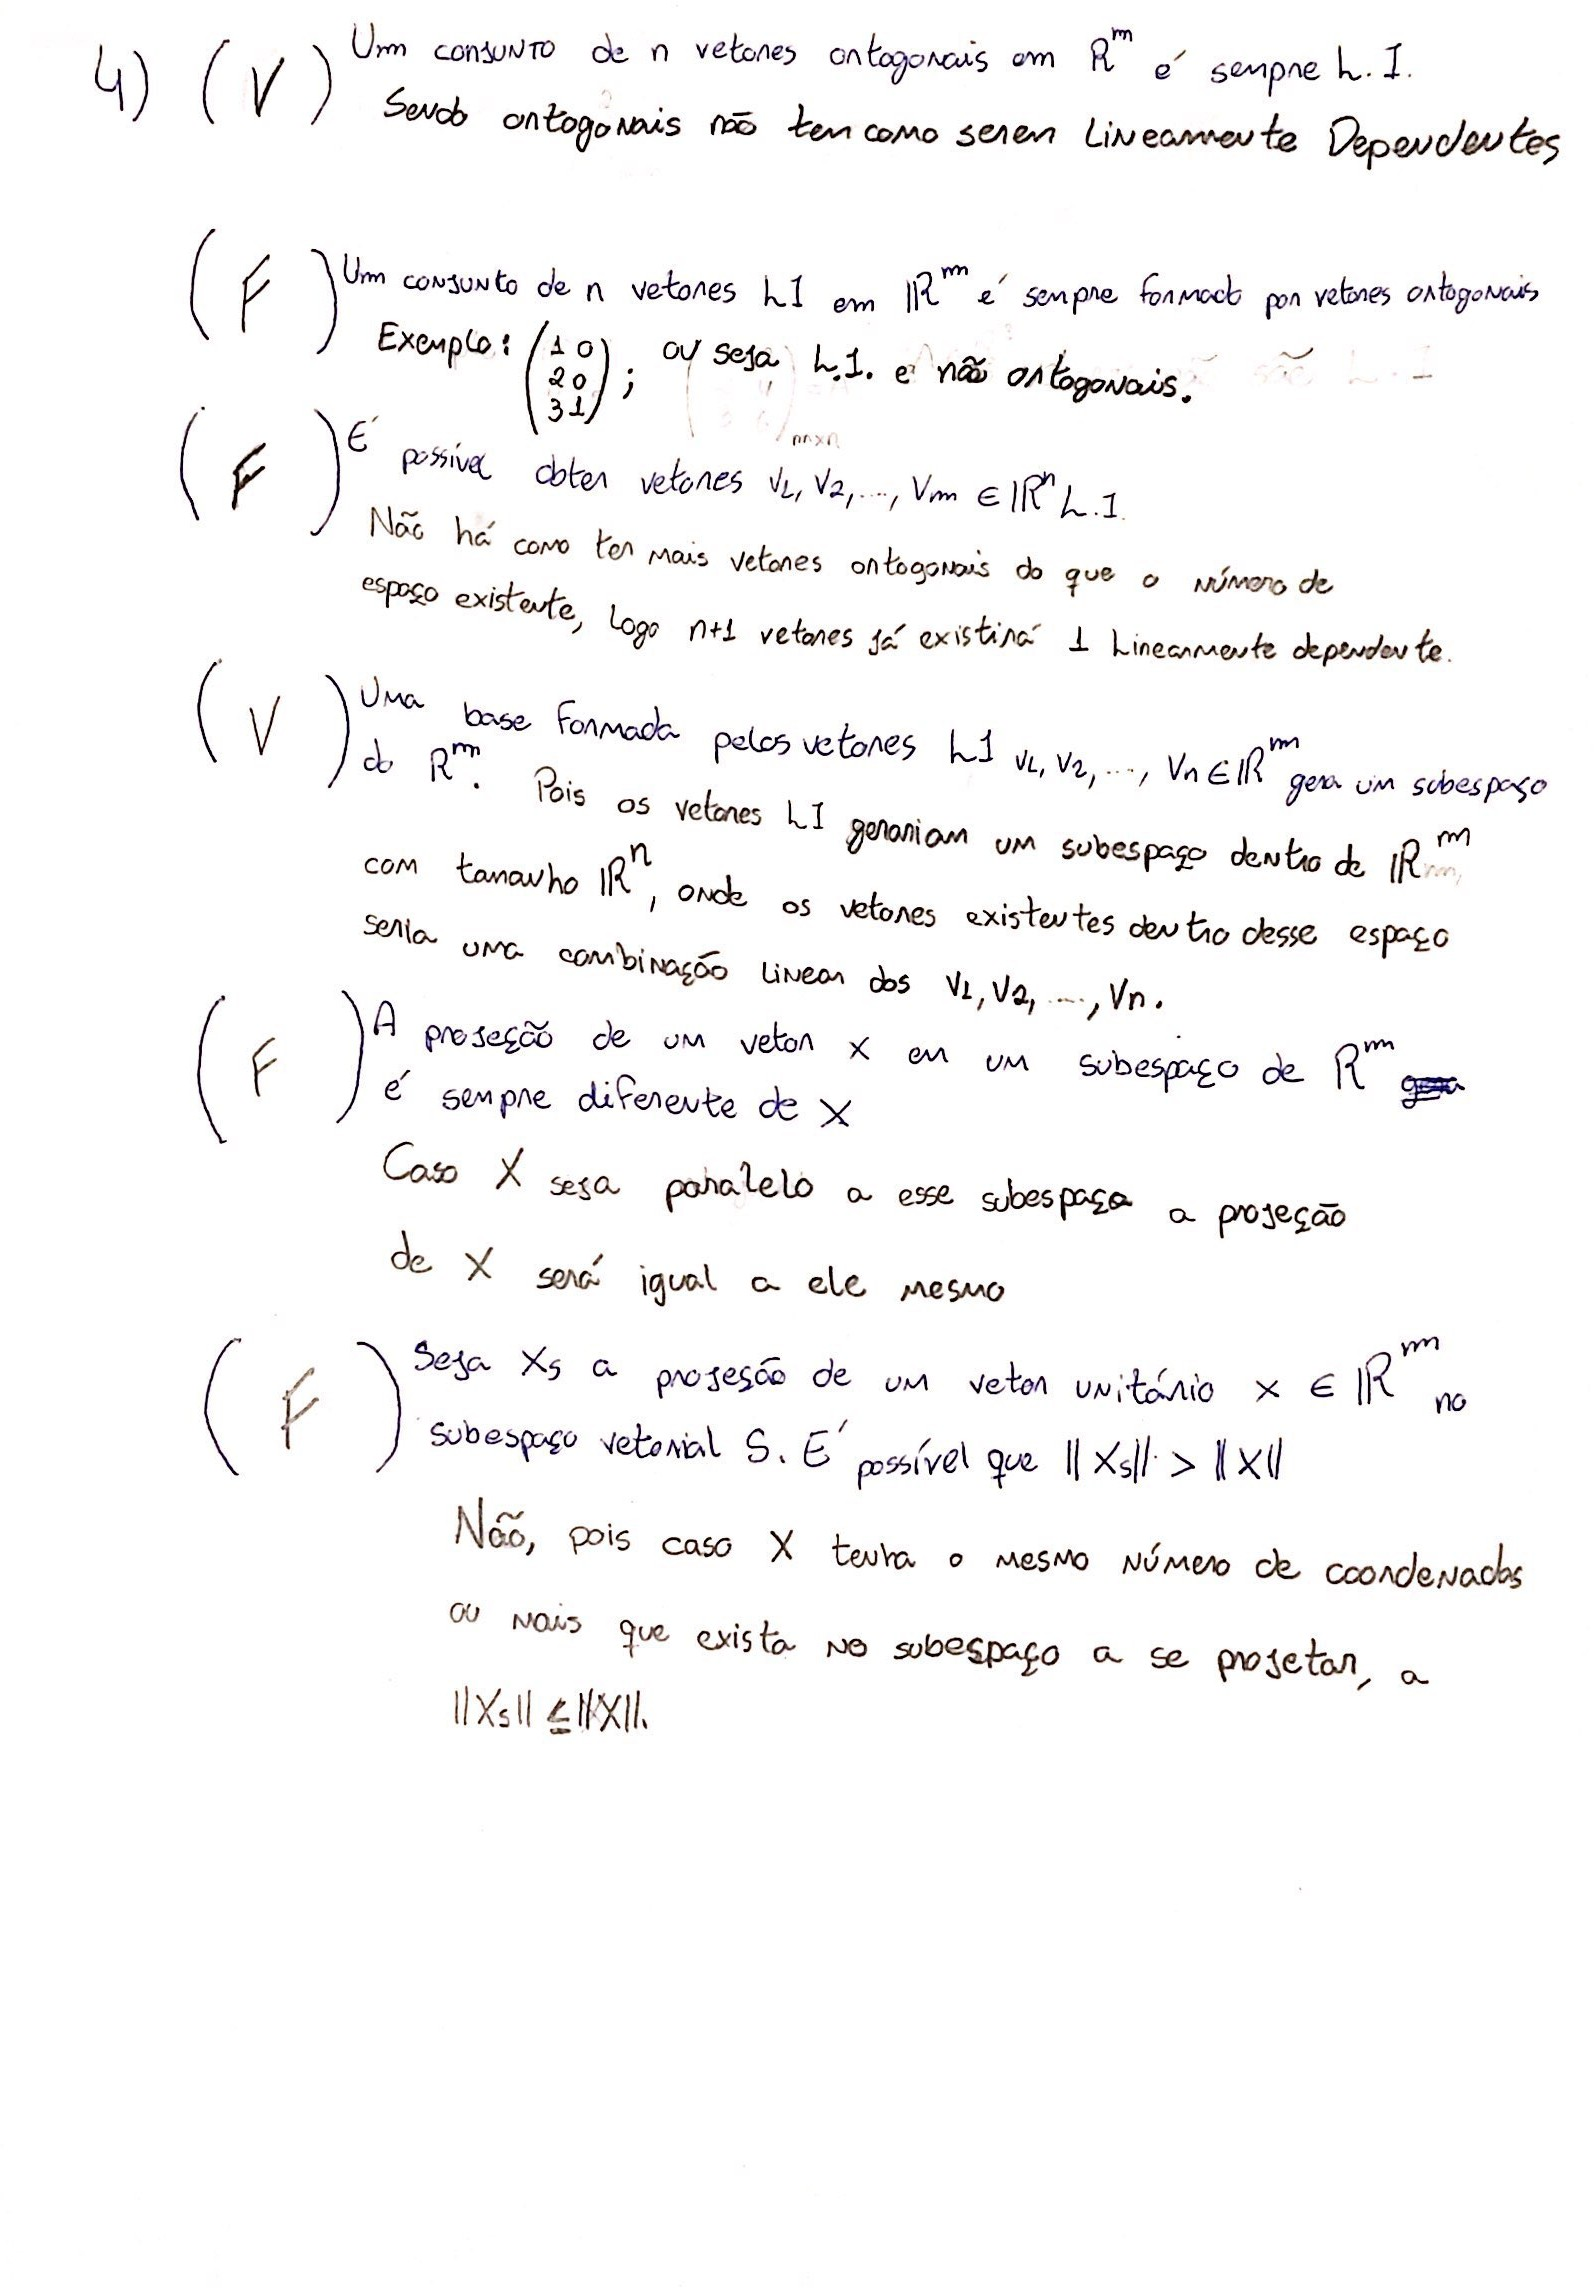 4) (V) Um conjunto de n vetores ortogonais em R^m é sempre L.I.
Sendo ortogonais não tem como serem Linearmente Dependentes
(F) Um conjunto de n vetores LI em IR^m é sempre formado por vetores ortogonais
Exemplo: (1 0
2 0
3 1); ou seja L.I. e não ortogonais.
(F) É possível obter vetores v1, v2, ..., vm ∈ IR^n L.I.
Não há como ter mais vetores ortogonais do que o número de
espaço existente, logo n+1 vetores já existirá 1 Linearmente dependente.
(V) Uma base formada pelos vetores LI v1, v2, ..., vn ∈ IR^m gera um subespaço
do R^m. Pois os vetores LI gerariam um subespaço dentro de IR^m
com tamanho IR^n, onde os vetores existentes dentro desse espaço
seria uma combinação linear dos v1, v2, ..., vn.
(F) A projeção de um vetor x em um subespaço de R^m
é sempre diferente de x
Caso X seja paralelo a esse subespaço a projeção
de X será igual a ele mesmo
(F) Seja Xs a projeção de um vetor unitário x ∈ IR^m no
subespaço vetorial S. É possível que ||Xs|| > ||X||
Não, pois caso X tenha o mesmo número de coordenadas
ou mais que exista no subespaço a se projetar, a
||Xs|| ≤ ||X||.